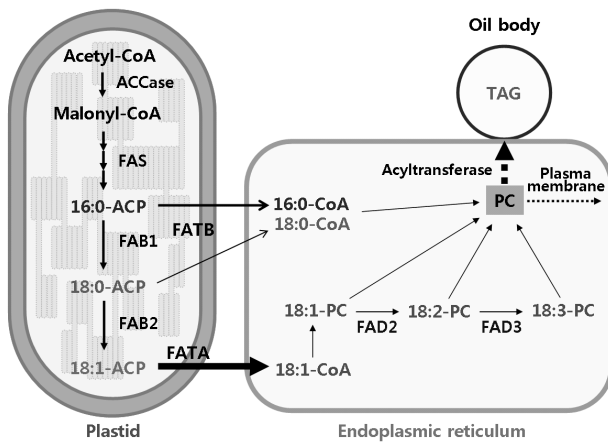 Oil body
Acetyl-CoA
ACCase
TAG
Malonyl-CoA
FAS
Acyltransferase
Plasma
membrane
16:0-ACP
16:0-CoA
PC
FATB
18:0-CoA
FAB1
18:0-ACP
18:1-PC
18:2-PC
18:3-PC
FAB2
FAD2
FAD3
FATA
18:1-ACP
18:1-CoA
Plastid
Endoplasmic reticulum